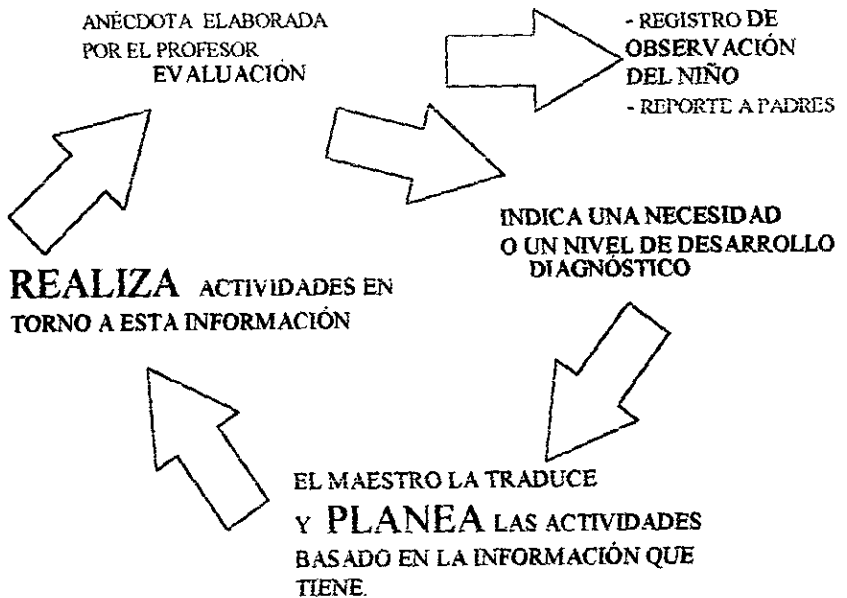 ANÉCDOTA ELABORADA
POR EL PROFESOR
EVALUACIÓN
- REGISTRO DE
OBSERVACIÓN
DEL NIÑO
- REPORTE A PADRES
INDICA UNA NECESIDAD
O UN NIVEL DE DESARROLLO
DIAGNÓSTICO
EL MAESTRO LA TRADUCE
Y PLANEA LAS ACTIVIDADES
BASADO EN LA INFORMACIÓN QUE
TIENE.
REALIZA ACTIVIDADES EN
TORNO A ESTA INFORMACIÓN